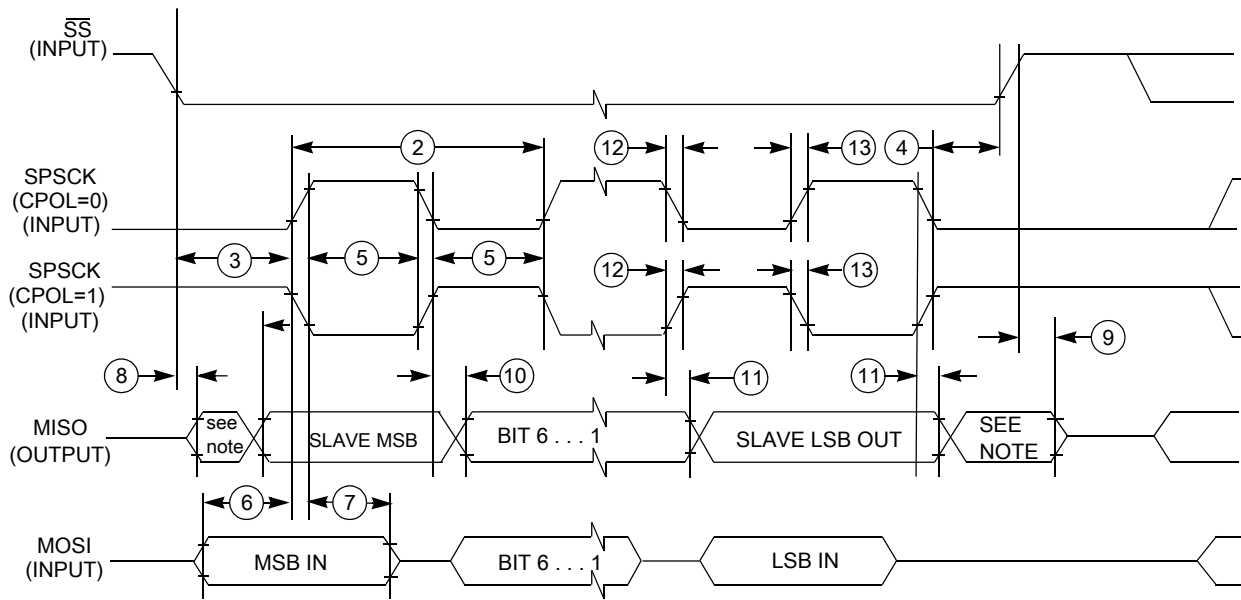 SS
(INPUT)
2
12
13
4
SPSCK
(CPOL=0)
(INPUT)
3
5
5
SPSCK
(CPOL=1)
(INPUT)
12
13
8
10
11
11
9
MISO
(OUTPUT)
see
note
SLAVE MSB
BIT 6 . . . 1
SLAVE LSB OUT
SEE
NOTE
6
7
MOSI
(INPUT)
MSB IN
BIT 6 . . . 1
LSB IN